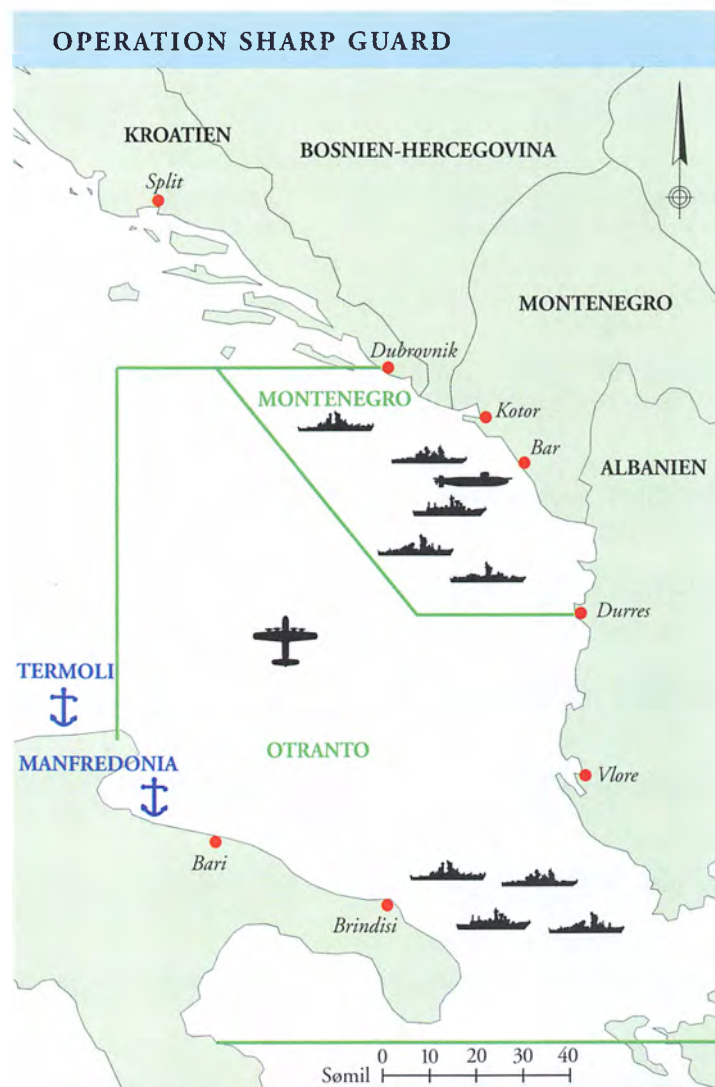 OPERATION SHARP GUARD
KROATIEN
BOSNIEN-HERCEGOVINA
Split
MONTENEGRO
Dubrovnik
MONTENEGRO
Kotor
Bar
ALBANIEN
Durres
TERMOLI
OTRANTO
MANFREDONIA
Vlore
Bari
Brindisi
Sømil 0 10 20 30 40